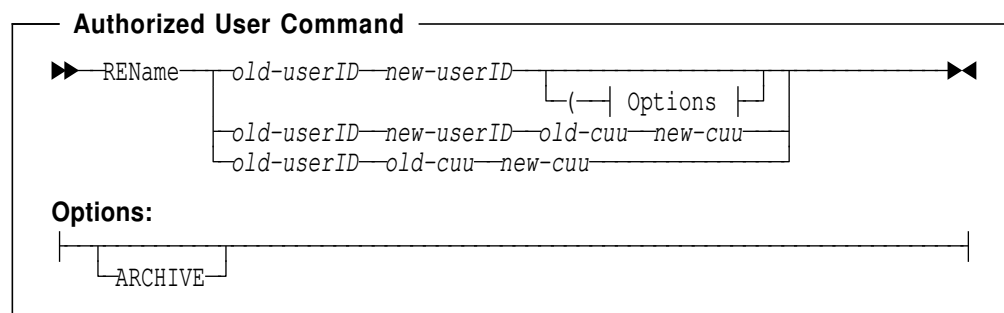 Authorized User Command
REName old-userID new-userID
( Options
old-userID new-userID old-cuu new-cuu
old-userID old-cuu new-cuu
Options:
ARCHIVE